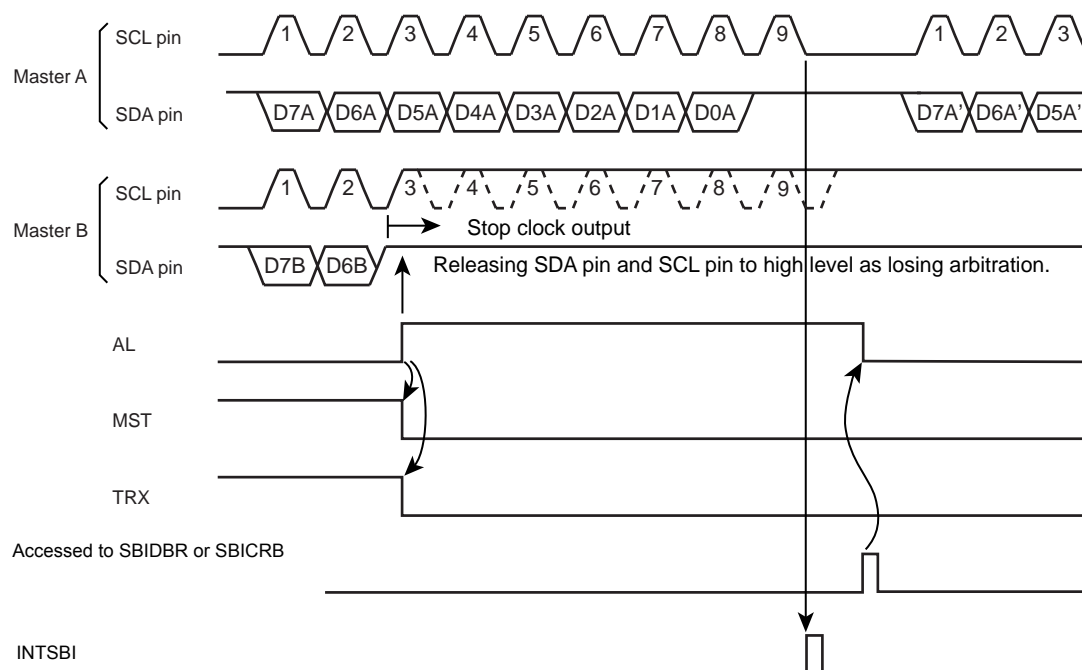 SCL pin 1 2 3 4 5 6 7 8 9 1 2 3
Master A
SDA pin D7A D6A D5A D4A D3A D2A D1A D0A D7A' D6A' D5A'
SCL pin 1 2 3 4 5 6 7 8 9
Stop clock output
Master B
SDA pin D7B D6B Releasing SDA pin and SCL pin to high level as losing arbitration.
AL
MST
TRX
Accessed to SBIDBR or SBICRB
INTSBI